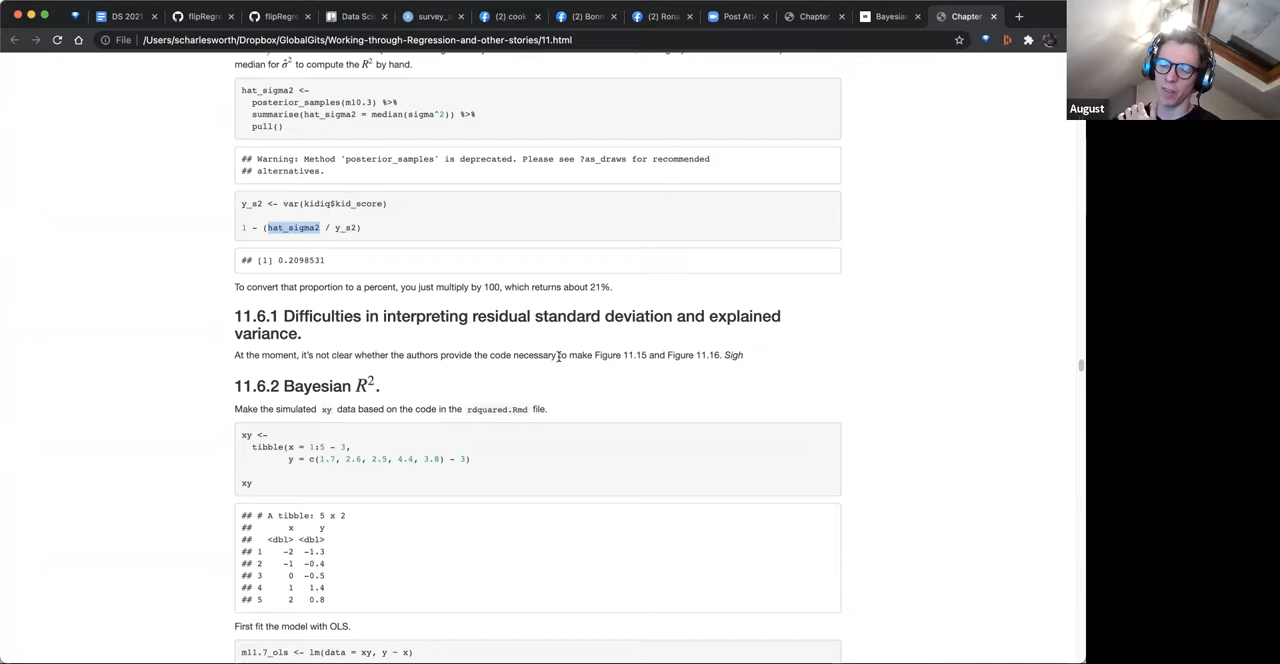 DS 2021
flipRegre
flipRegre
Data Sci
survey_
(2) cook
(2) Bonn
(2) Rona
Post Att
Chapter
Bayesian
Chapter
File
/Users/scharlesworth/Dropbox/GlobalGits/Working-through-Regression-and-other-stories/11.html
August
median for σ̂² to compute the R² by hand.
hat_sigma2 <-
posterior_samples(m10.3) %>%
summarise(hat_sigma2 = median(sigma^2)) %>%
pull()
## Warning: Method 'posterior_samples' is deprecated. Please see ?as_draws for recommended
## alternatives.
y_s2 <- var(kidiq$kid_score)
1 - (hat_sigma2 / y_s2)
## [1] 0.2098531
To convert that proportion to a percent, you just multiply by 100, which returns about 21%.
11.6.1 Difficulties in interpreting residual standard deviation and explained
variance.
At the moment, it's not clear whether the authors provide the code necessary to make Figure 11.15 and Figure 11.16. Sigh
11.6.2 Bayesian R².
Make the simulated xy data based on the code in the rdquared.Rmd file.
xy <-
tibble(x = 1:5 - 3,
y = c(1.7, 2.6, 2.5, 4.4, 3.8) - 3)
xy
## # A tibble: 5 x 2
## x y
## <dbl> <dbl>
## 1 -2 -1.3
## 2 -1 -0.4
## 3 0 -0.5
## 4 1 1.4
## 5 2 0.8
First fit the model with OLS.
m11.7_ols <- lm(data = xy, y ~ x)